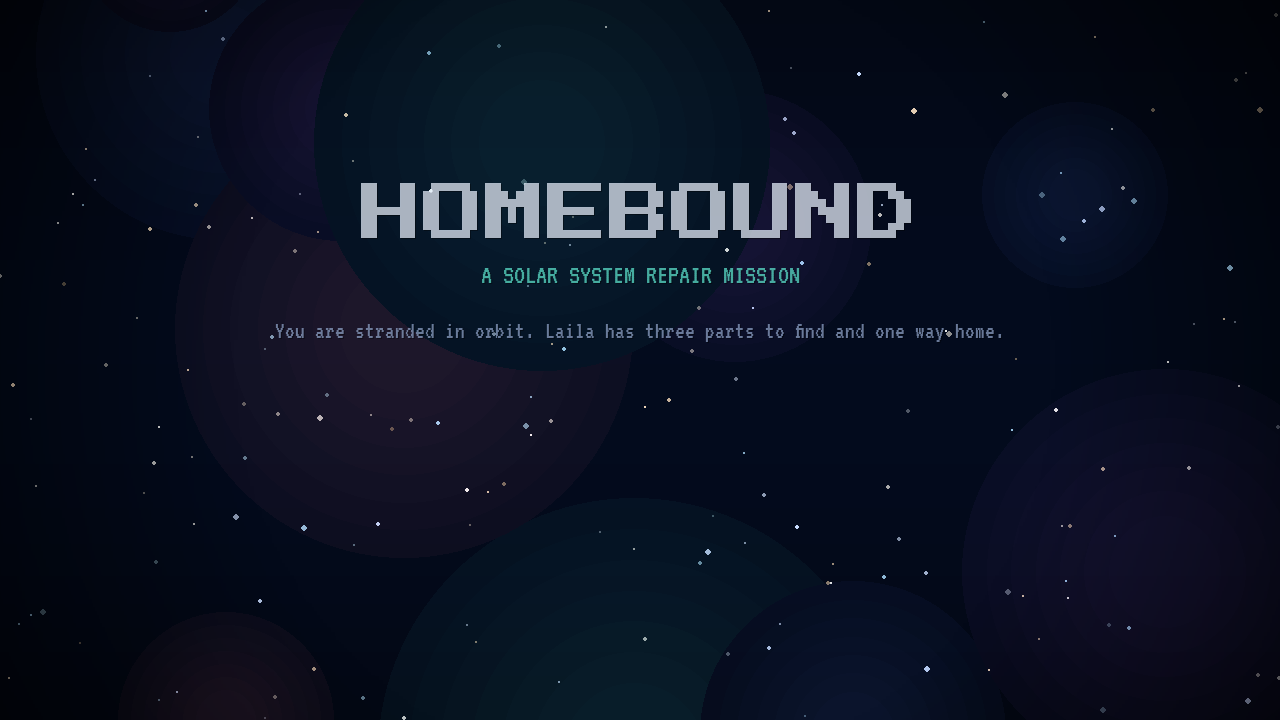 HOMEBOUND
A SOLAR SYSTEM REPAIR MISSION
You are stranded in orbit. Laila has three parts to find and one way home.